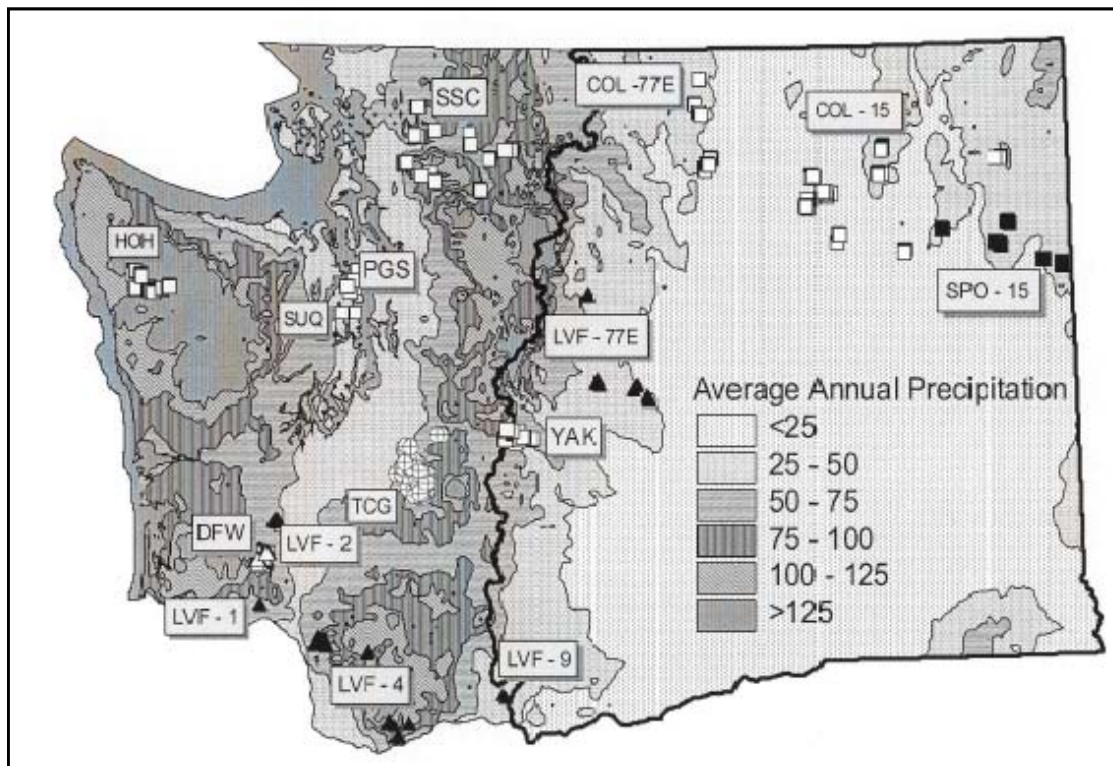 SSC
COL -77E
COL - 15
HOH
PGS
SUQ
SPO - 15
LVF - 77E
Average Annual Precipitation
<25
25 - 50
50 - 75
75 - 100
100 - 125
>125
YAK
TCG
DFW
LVF - 2
LVF - 1
LVF - 9
LVF - 4